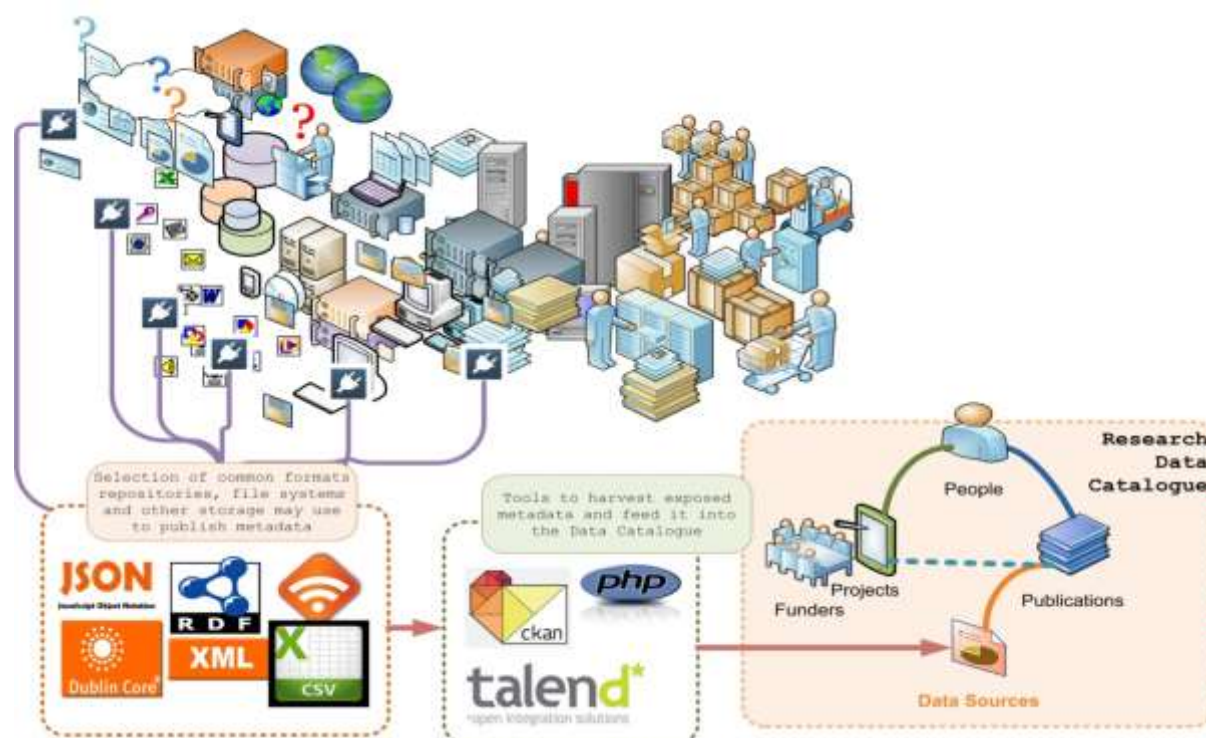 ?
?
?
?
W
Selection of common formats
repositories, file systems
and other storage may use
to publish metadata
Tools to harvest exposed
metadata and feed it into
the Data Catalogue
Research
Data
Catalogue
People
Projects
Funders
Publications
Data Sources
JSON
JavaScript Object Notation
RDF
Dublin Core
XML
X
CSV
ckan
php
talend*
*open integration solutions